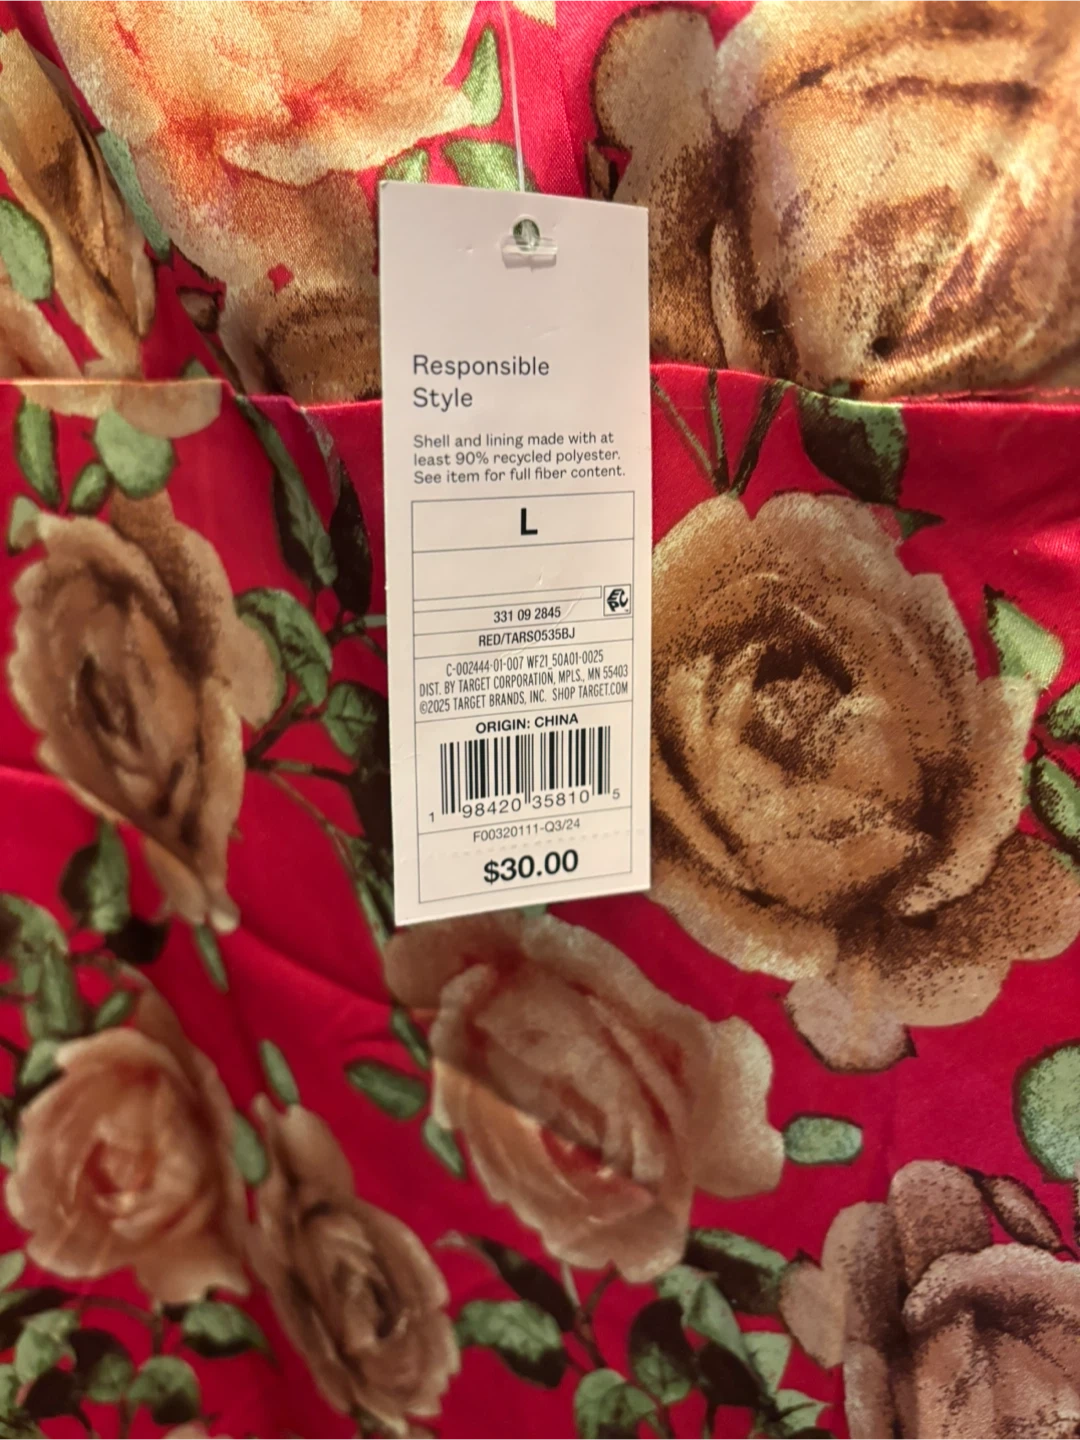 Responsible
Style
Shell and lining made with at
least 90% recycled polyester.
See item for full fiber content.
L
331 09 2845
RED/TARS0535BJ
C-002444-01-007 WF21_50A01-0025
DIST. BY TARGET CORPORATION, MPLS., MN 55403
©2025 TARGET BRANDS, INC. SHOP TARGET.COM
ORIGIN: CHINA
1 98420 35810 5
F00320111-Q3/24
$30.00